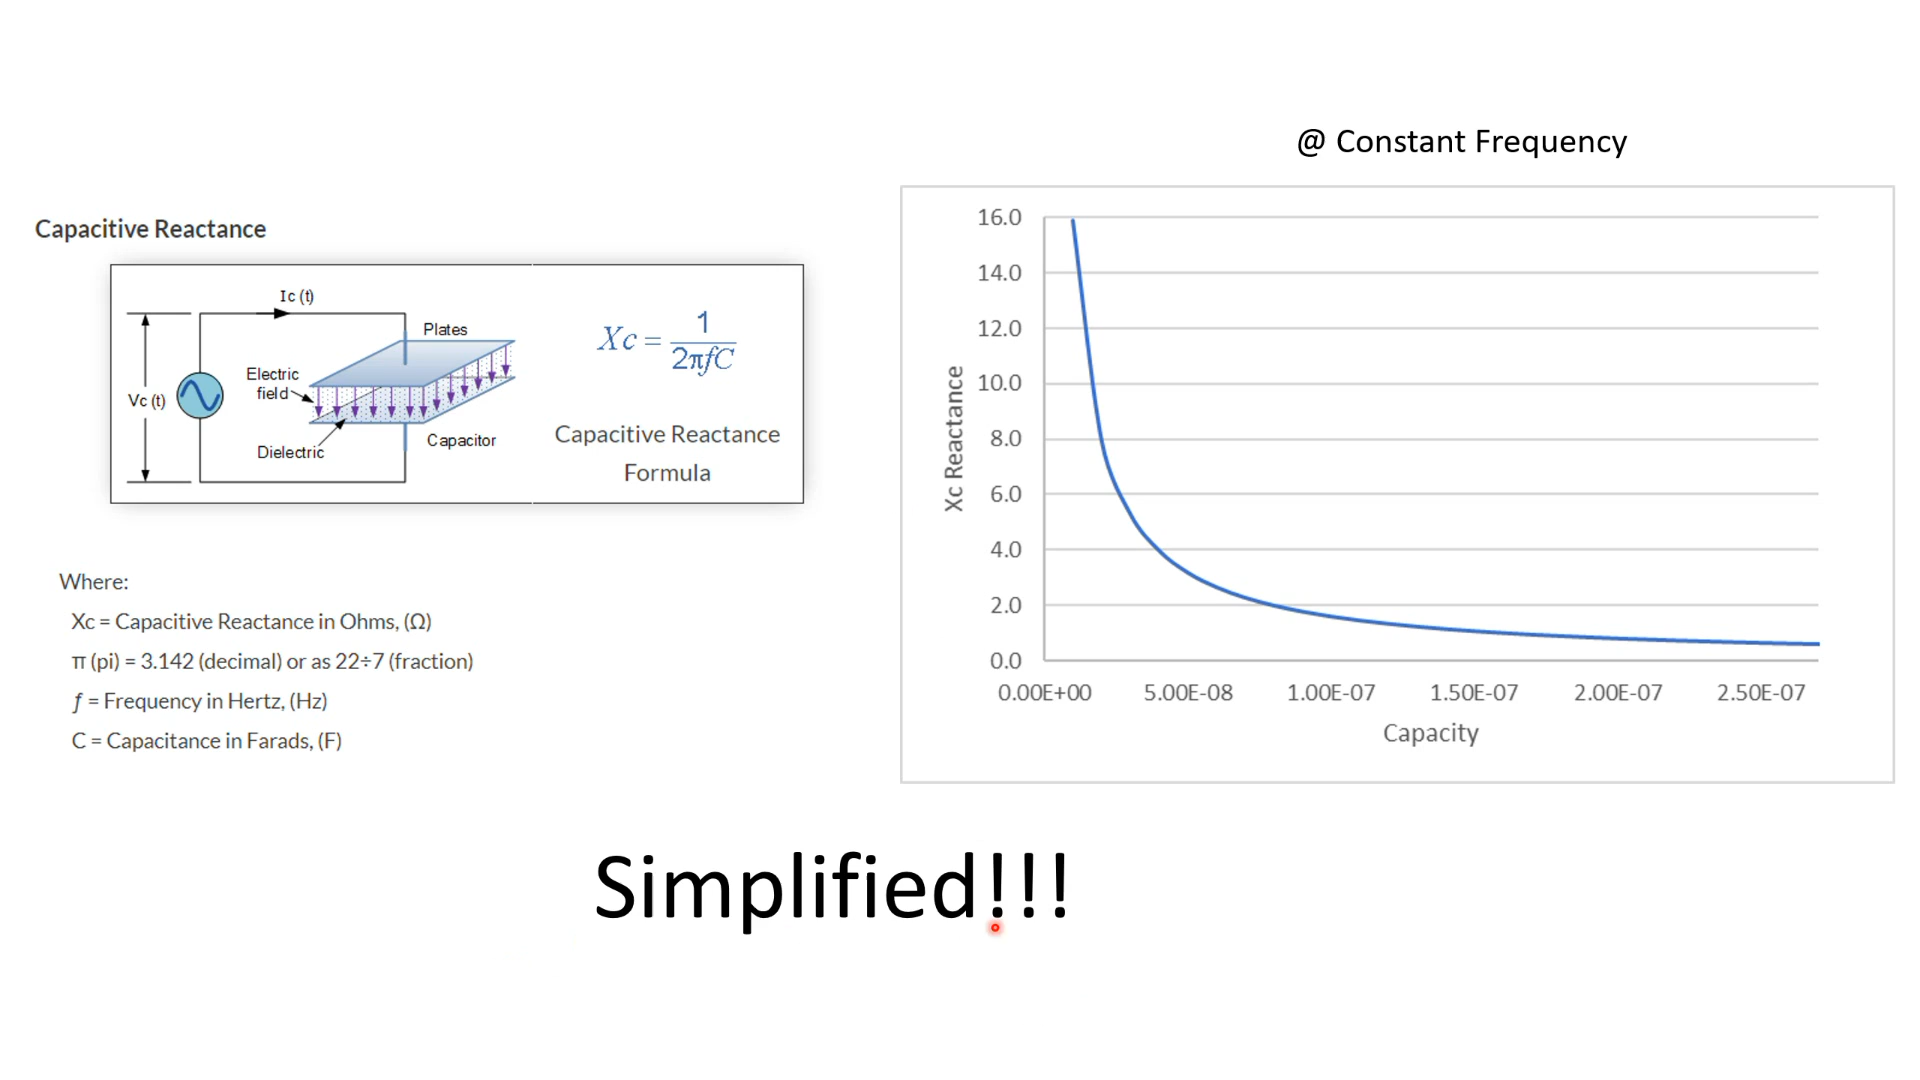 @ Constant Frequency
Capacitive Reactance
Ic (t)
Plates
Electric
field
Vc (t)
Dielectric
Capacitor
Xc = 1
2πfC
Capacitive Reactance
Formula
Where:
Xc = Capacitive Reactance in Ohms, (Ω)
π (pi) = 3.142 (decimal) or as 22÷7 (fraction)
ƒ = Frequency in Hertz, (Hz)
C = Capacitance in Farads, (F)
16.0
14.0
12.0
10.0
8.0
6.0
4.0
2.0
0.0
Xc Reactance
0.00E+00 5.00E-08 1.00E-07 1.50E-07 2.00E-07 2.50E-07
Capacity
Simplified!!!